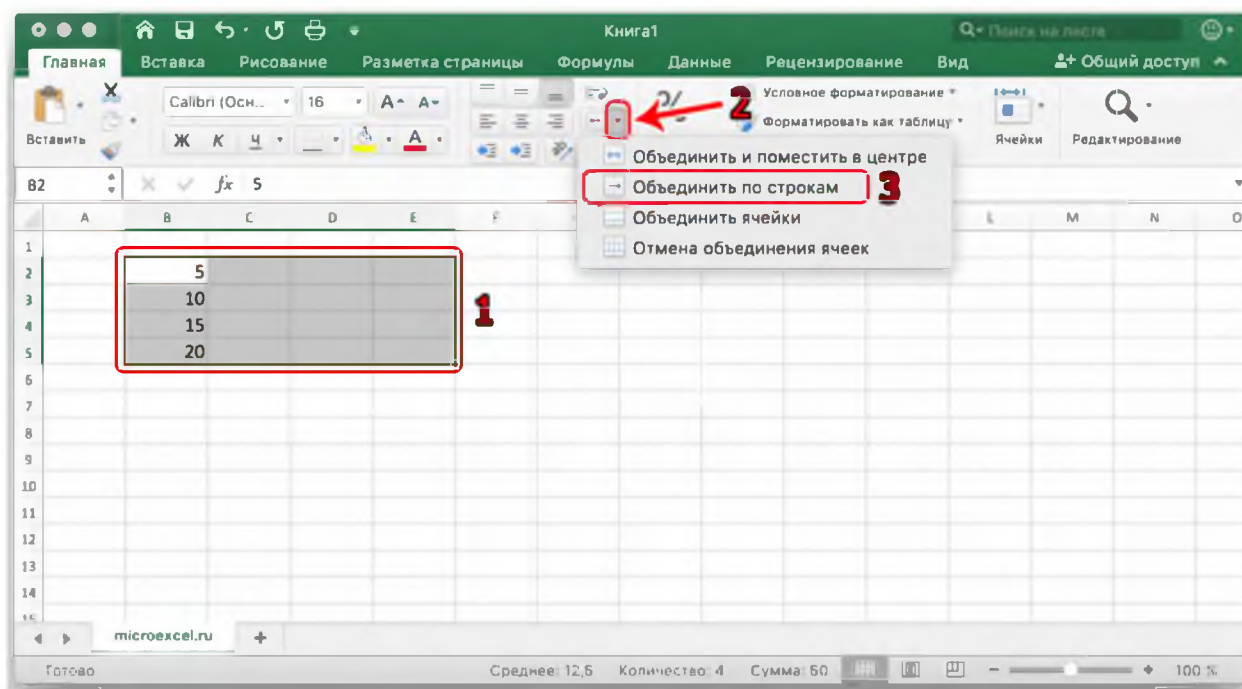 Книга1
Поиск на листе
Главная Вставка Рисование Разметка страницы Формулы Данные Рецензирование Вид Общий доступ
Calibri (Осн... 16 A A
Вставить Ж К Ч А
Условное форматирование
Форматировать как таблицу
Ячейки Редактирование
2
Объединить и поместить в центре
Объединить по строкам 3
Объединить ячейки
Отмена объединения ячеек
B2 fx 5
A B C D E F L M N O
1
2 5
3 10
4 15
5 20
1
6
7
8
9
10
11
12
13
14
15
microexcel.ru +
Готово Среднее: 12,5 Количество: 4 Сумма: 50 100 %